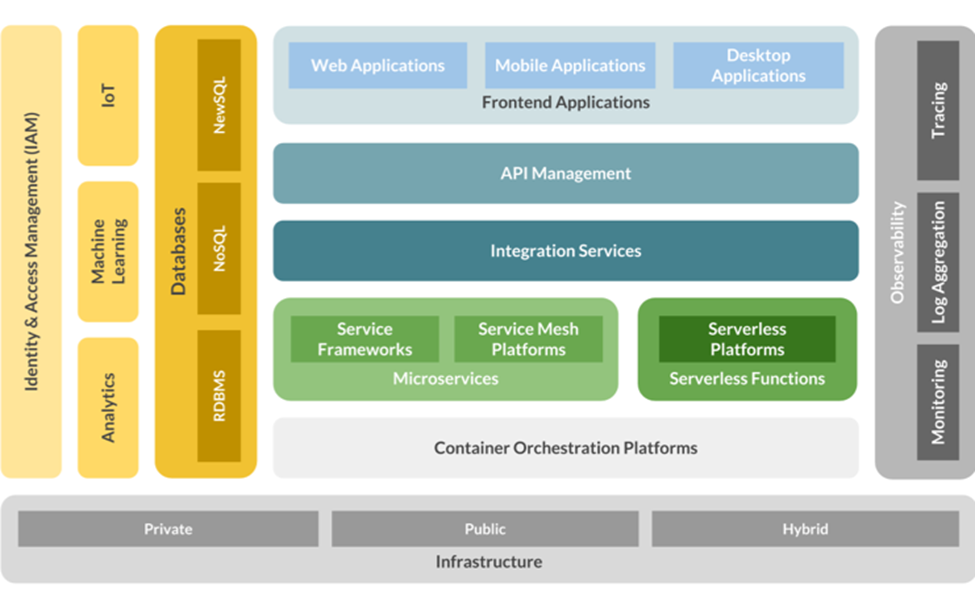 Identity & Access Management (IAM)
IoT
Machine
Learning
Analytics
Databases
NewSQL
NoSQL
RDBMS
Web Applications
Mobile Applications
Desktop
Applications
Frontend Applications
API Management
Integration Services
Service
Frameworks
Service Mesh
Platforms
Microservices
Serverless
Platforms
Serverless Functions
Container Orchestration Platforms
Observability
Tracing
Log Aggregation
Monitoring
Private
Public
Hybrid
Infrastructure